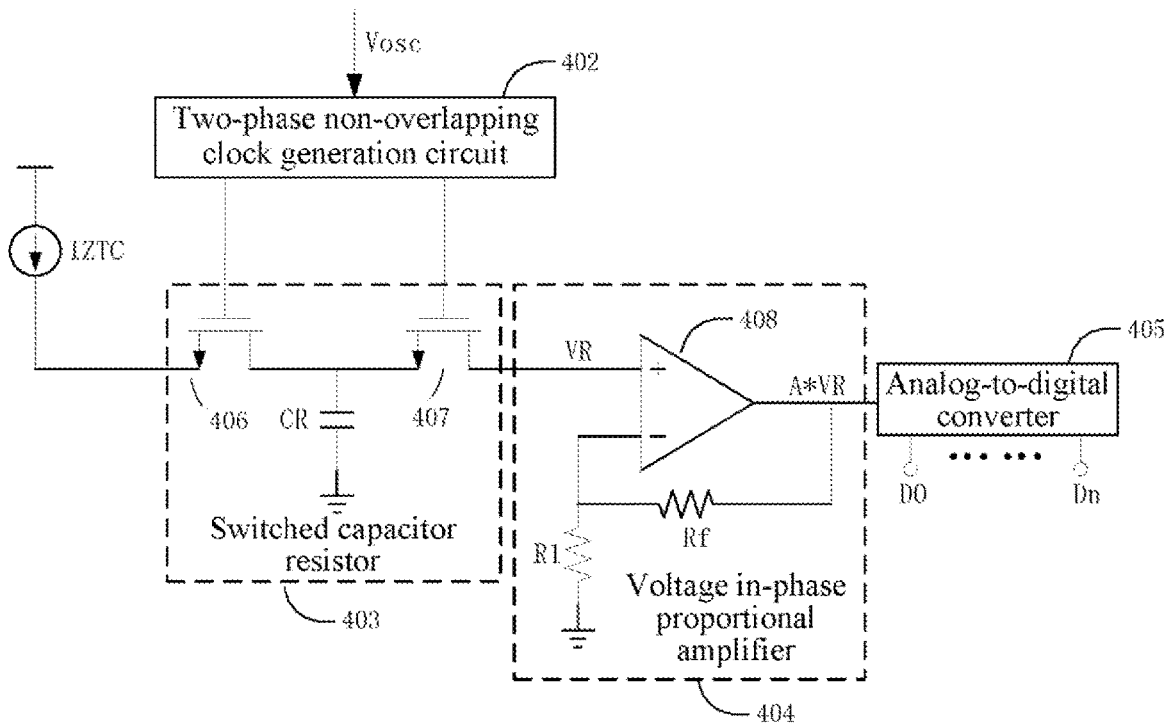 Vosc
402
Two-phase non-overlapping
clock generation circuit
IZTC
408
405
VR
+
A*VR
Analog-to-digital
converter
406
CR
407
−
D0
Dn
Switched capacitor
resistor
R1
Rf
Voltage in-phase
proportional
amplifier
403
404